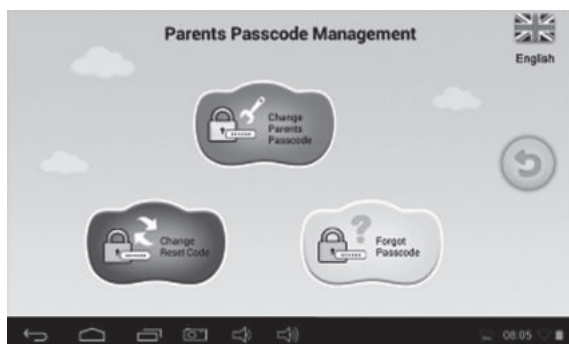 Parents Passcode Management
English
Change
Parents
Passcode
Change
Reset Code
Forgot
Passcode
08:05